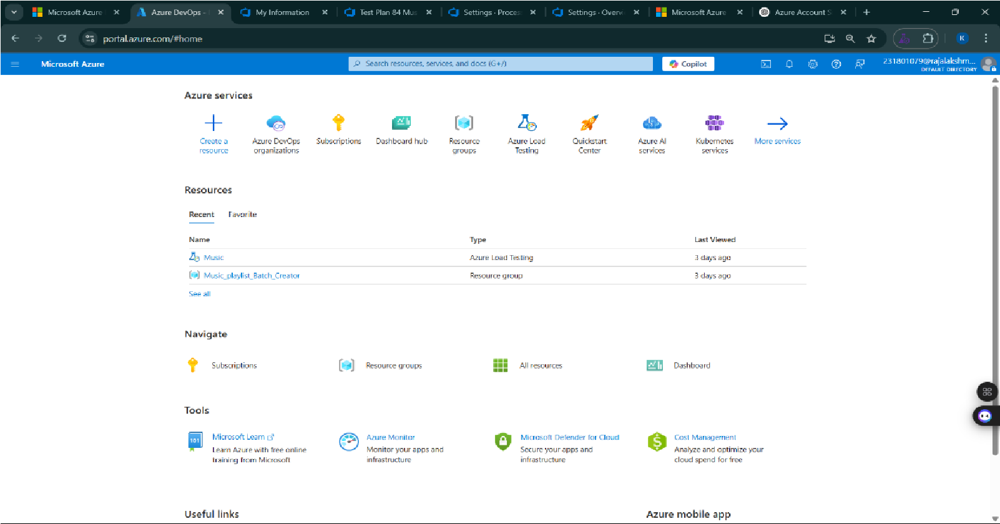 Microsoft Azure
Azure DevOps -
My Information
Test Plan 84 Mus
Settings · Proces
Settings · Overvi
Microsoft Azure
Azure Account S
portal.azure.com/#home
K
Microsoft Azure
Search resources, services, and docs (G+/)
Copilot
231801079@rajalakshm...
DEFAULT DIRECTORY
Azure services
Create a
resource
Azure DevOps
organizations
Subscriptions
Dashboard hub
Resource
groups
Azure Load
Testing
Quickstart
Center
Azure AI
services
Kubernetes
services
More services
Resources
Recent Favorite
Name Type Last Viewed
Music Azure Load Testing 3 days ago
Music_playlist_Batch_Creator Resource group 3 days ago
See all
Navigate
Subscriptions Resource groups All resources Dashboard
Tools
101
Microsoft Learn
Learn Azure with free online
training from Microsoft
Azure Monitor
Monitor your apps and
infrastructure
Microsoft Defender for Cloud
Secure your apps and
infrastructure
Cost Management
Analyze and optimize your
cloud spend for free
Useful links Azure mobile app